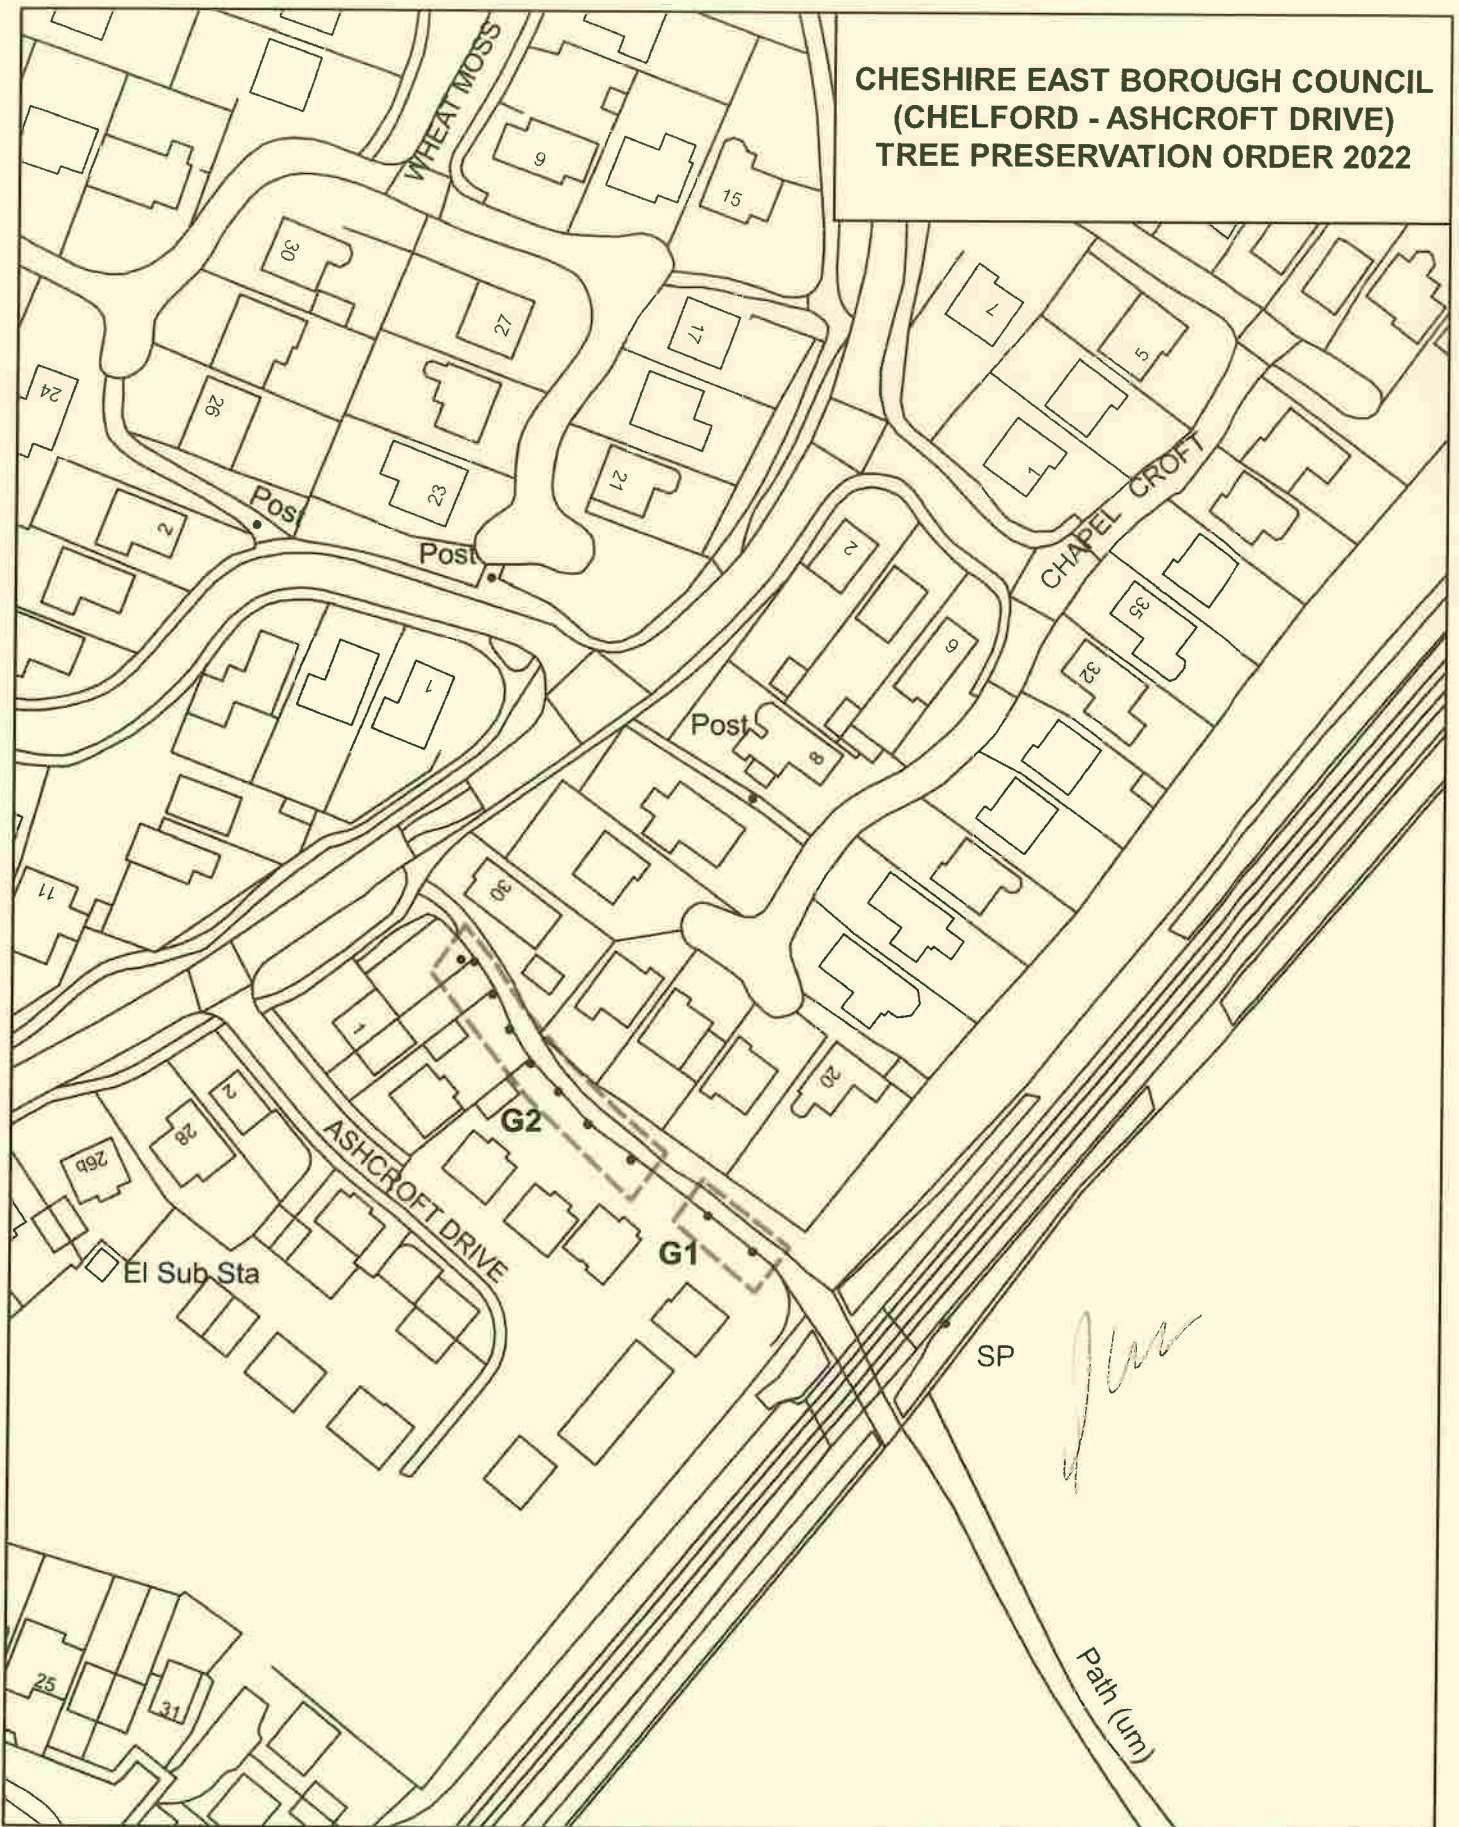 CHESHIRE EAST BOROUGH COUNCIL
(CHELFORD - ASHCROFT DRIVE)
TREE PRESERVATION ORDER 2022
WHEAT MOSS
9
15
30
27
17
7
5
24
26
23
21
1
CHAPEL CROFT
Post
2
Post
2
35
6
32
1
Post
8
30
11
1
20
2
G2
28
26b
ASHCROFT DRIVE
G1
El Sub Sta
SP
25
31
Path (um)